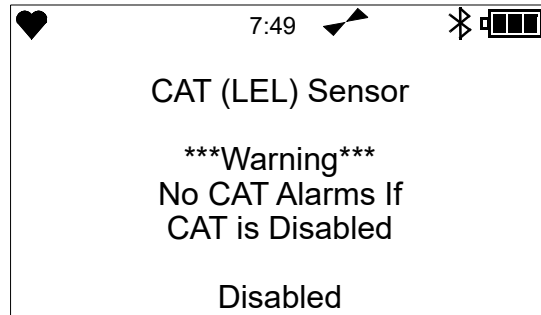 7:49
CAT (LEL) Sensor
***Warning***
No CAT Alarms If
CAT is Disabled
Disabled